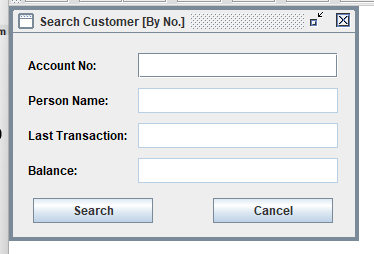 Search Customer [By No.]
Account No:
Person Name:
Last Transaction:
Balance:
Search Cancel